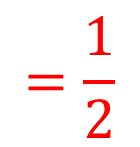 = 1/2